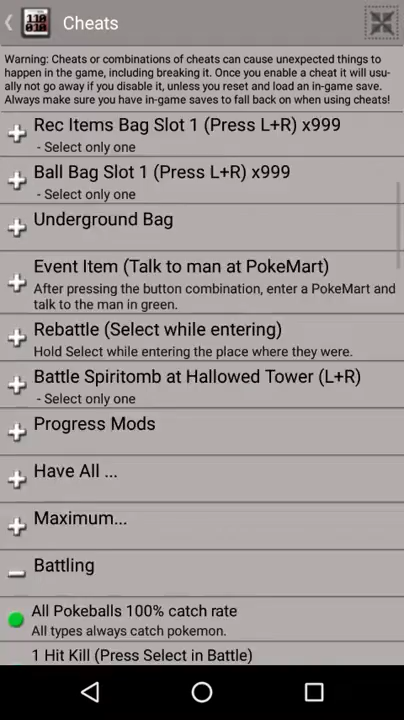 110
010
Cheats
Warning: Cheats or combinations of cheats can cause unexpected things to
happen in the game, including breaking it. Once you enable a cheat it will usu-
ally not go away if you disable it, unless you reset and load an in-game save.
Always make sure you have in-game saves to fall back on when using cheats!
Rec Items Bag Slot 1 (Press L+R) x999
- Select only one
Ball Bag Slot 1 (Press L+R) x999
- Select only one
Underground Bag
Event Item (Talk to man at PokeMart)
After pressing the button combination, enter a PokeMart and
talk to the man in green.
Rebattle (Select while entering)
Hold Select while entering the place where they were.
Battle Spiritomb at Hallowed Tower (L+R)
- Select only one
Progress Mods
Have All ...
Maximum...
Battling
All Pokeballs 100% catch rate
All types always catch pokemon.
1 Hit Kill (Press Select in Battle)